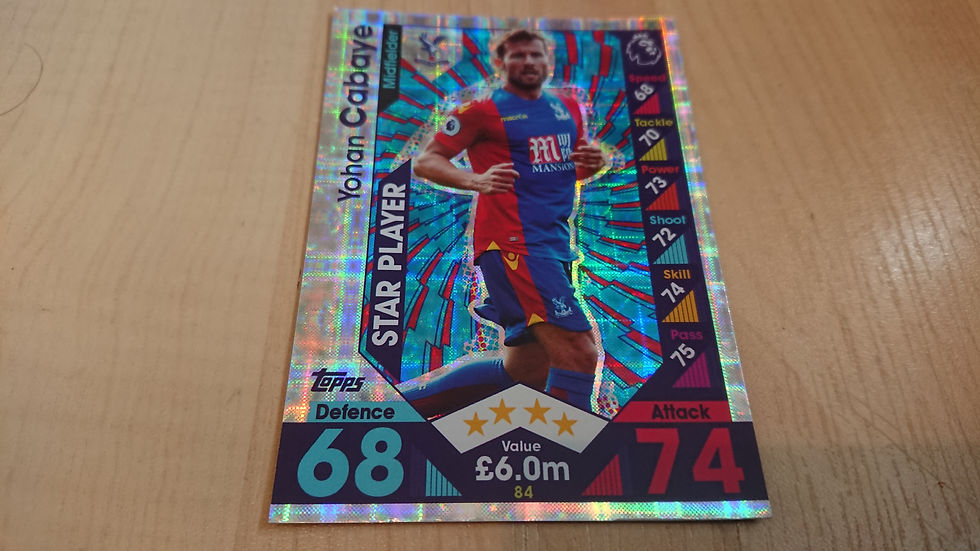 Yohan Cabaye
Midfielder
STAR PLAYER
macron
MANSION
Speed
68
Tackle
70
Power
73
Shoot
72
Skill
74
Pass
75
Topps
Defence
68
Value
£6.0m
84
Attack
74